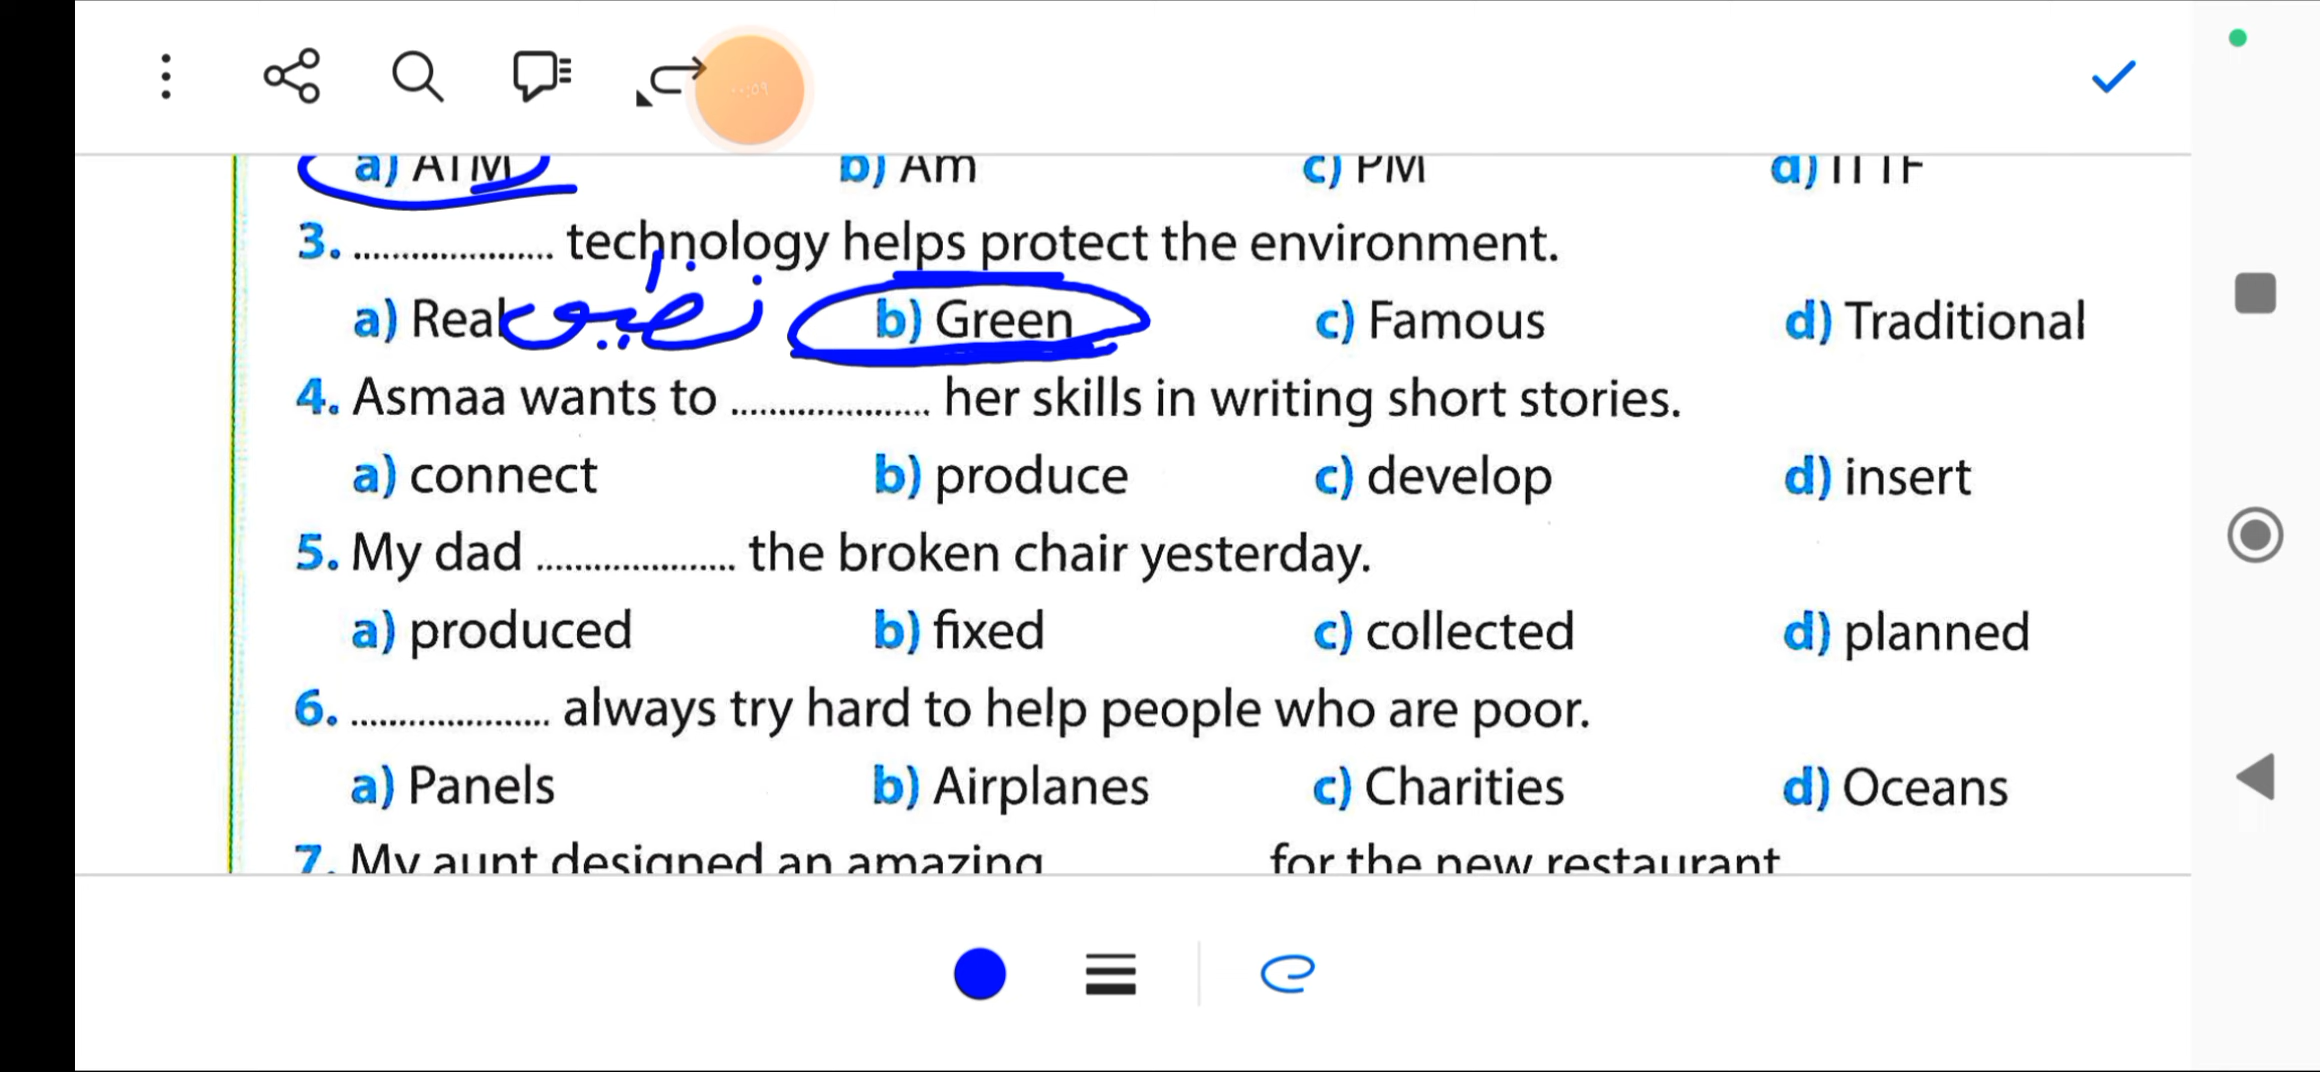 a) ATM b) Am c) PM d) ITTF
3. .................... technology helps protect the environment.
a) Real b) Green c) Famous d) Traditional
4. Asmaa wants to .................... her skills in writing short stories.
a) connect b) produce c) develop d) insert
5. My dad .................... the broken chair yesterday.
a) produced b) fixed c) collected d) planned
6. .................... always try hard to help people who are poor.
a) Panels b) Airplanes c) Charities d) Oceans
7. My aunt designed an amazing for the new restaurant